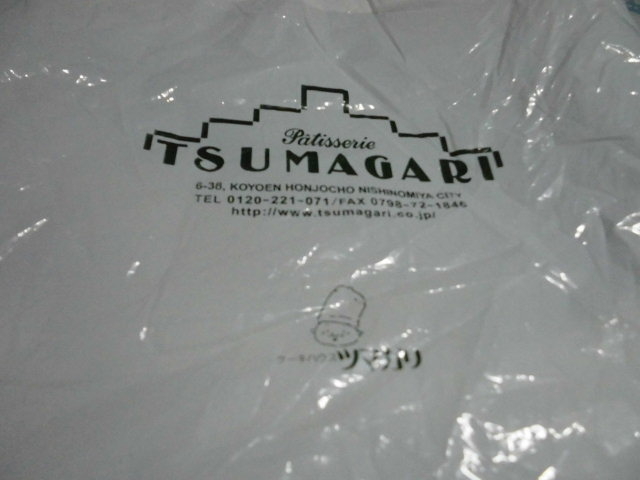 Pâtisserie
TSUMAGARI
6-38, KOYOEN HONJOCHO NISHINOMIYA CITY
TEL 0120-221-071/FAX 0798-72-1846
http://www.tsumagari.co.jp/
ケーキハウス ツマガリ